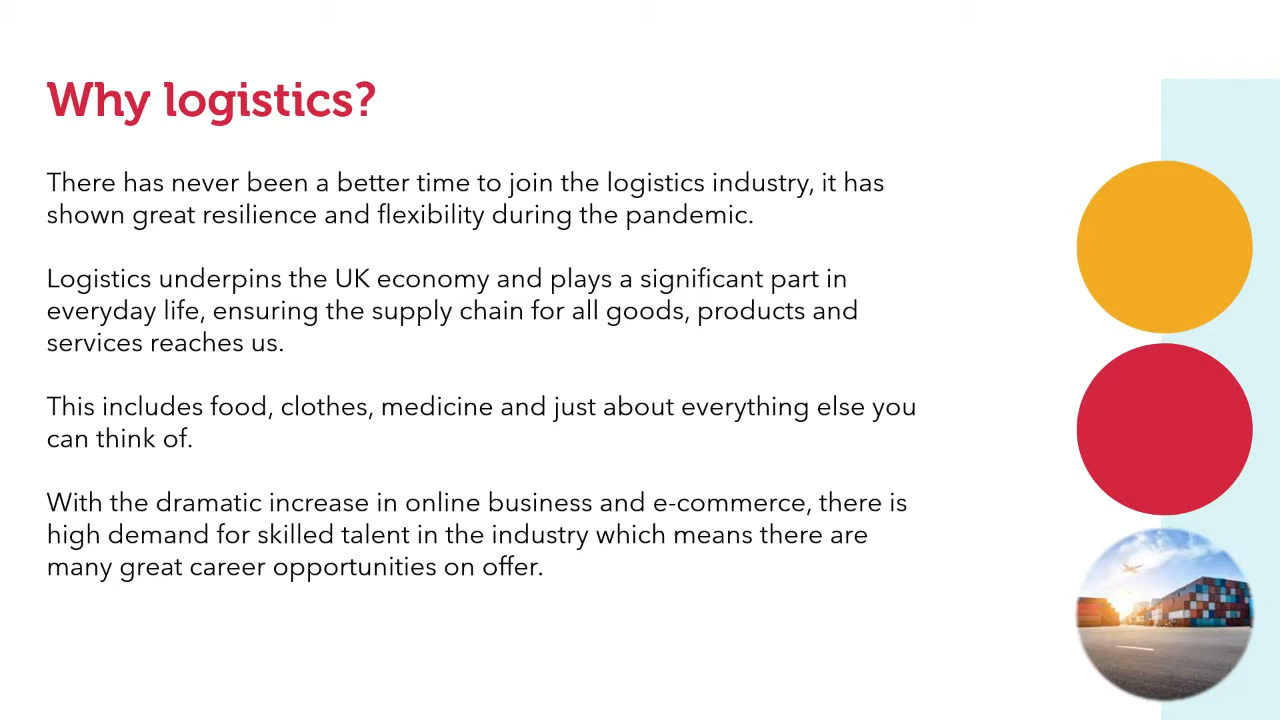 Why logistics?
There has never been a better time to join the logistics industry, it has
shown great resilience and flexibility during the pandemic.
Logistics underpins the UK economy and plays a significant part in
everyday life, ensuring the supply chain for all goods, products and
services reaches us.
This includes food, clothes, medicine and just about everything else you
can think of.
With the dramatic increase in online business and e-commerce, there is
high demand for skilled talent in the industry which means there are
many great career opportunities on offer.